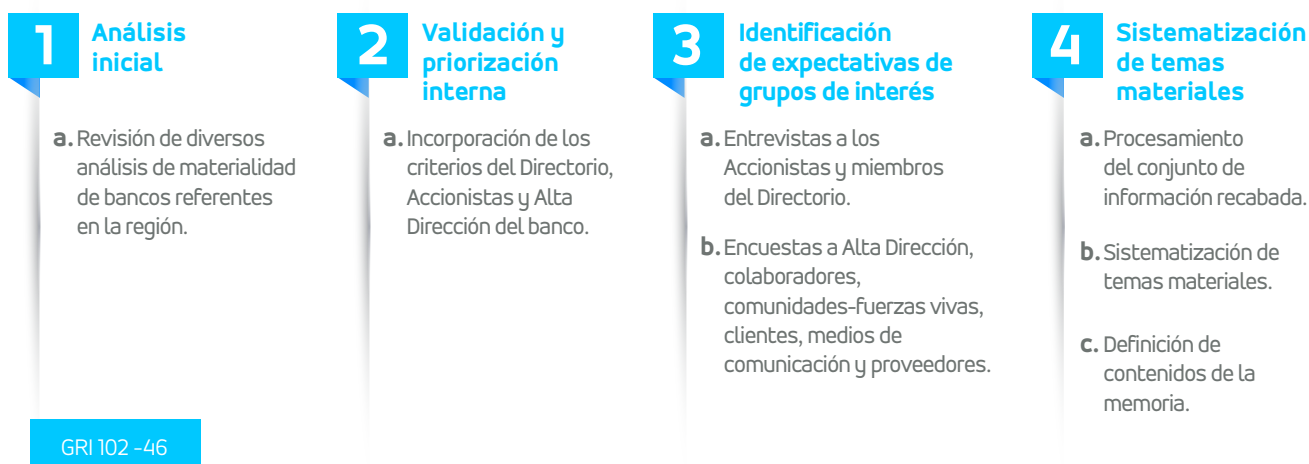 1
Análisis
inicial
a. Revisión de diversos
análisis de materialidad
de bancos referentes
en la región.
2
Validación y
priorización
interna
a. Incorporación de los
criterios del Directorio,
Accionistas y Alta
Dirección del banco.
3
Identificación
de expectativas de
grupos de interés
a. Entrevistas a los
Accionistas y miembros
del Directorio.
b. Encuestas a Alta Dirección,
colaboradores,
comunidades-fuerzas vivas,
clientes, medios de
comunicación y proveedores.
4
Sistematización
de temas
materiales
a. Procesamiento
del conjunto de
información recabada.
b. Sistematización de
temas materiales.
c. Definición de
contenidos de la
memoria.
GRI 102 -46